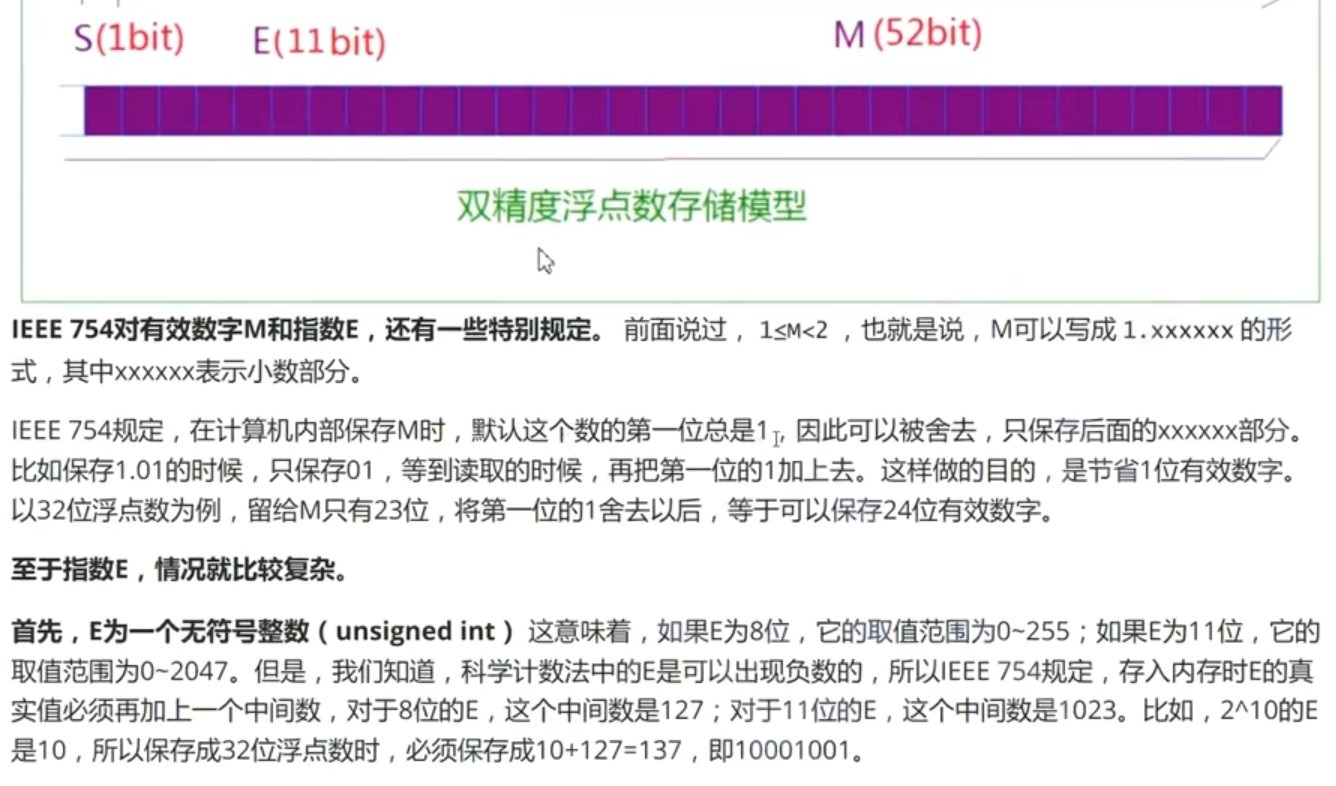 S(1bit) E(11bit) M(52bit)
双精度浮点数存储模型
IEEE 754对有效数字M和指数E，还有一些特别规定。 前面说过， 1≤M<2 ，也就是说，M可以写成 1.xxxxxx 的形
式，其中xxxxxx表示小数部分。
IEEE 754规定，在计算机内部保存M时，默认这个数的第一位总是1，因此可以被舍去，只保存后面的xxxxxx部分。
比如保存1.01的时候，只保存01，等到读取的时候，再把第一位的1加上去。这样做的目的，是节省1位有效数字。
以32位浮点数为例，留给M只有23位，将第一位的1舍去以后，等于可以保存24位有效数字。
至于指数E，情况就比较复杂。
首先，E为一个无符号整数（unsigned int） 这意味着，如果E为8位，它的取值范围为0~255；如果E为11位，它的
取值范围为0~2047。但是，我们知道，科学计数法中的E是可以出现负数的，所以IEEE 754规定，存入内存时E的真
实值必须再加上一个中间数，对于8位的E，这个中间数是127；对于11位的E，这个中间数是1023。比如，2^10的E
是10，所以保存成32位浮点数时，必须保存成10+127=137，即10001001。